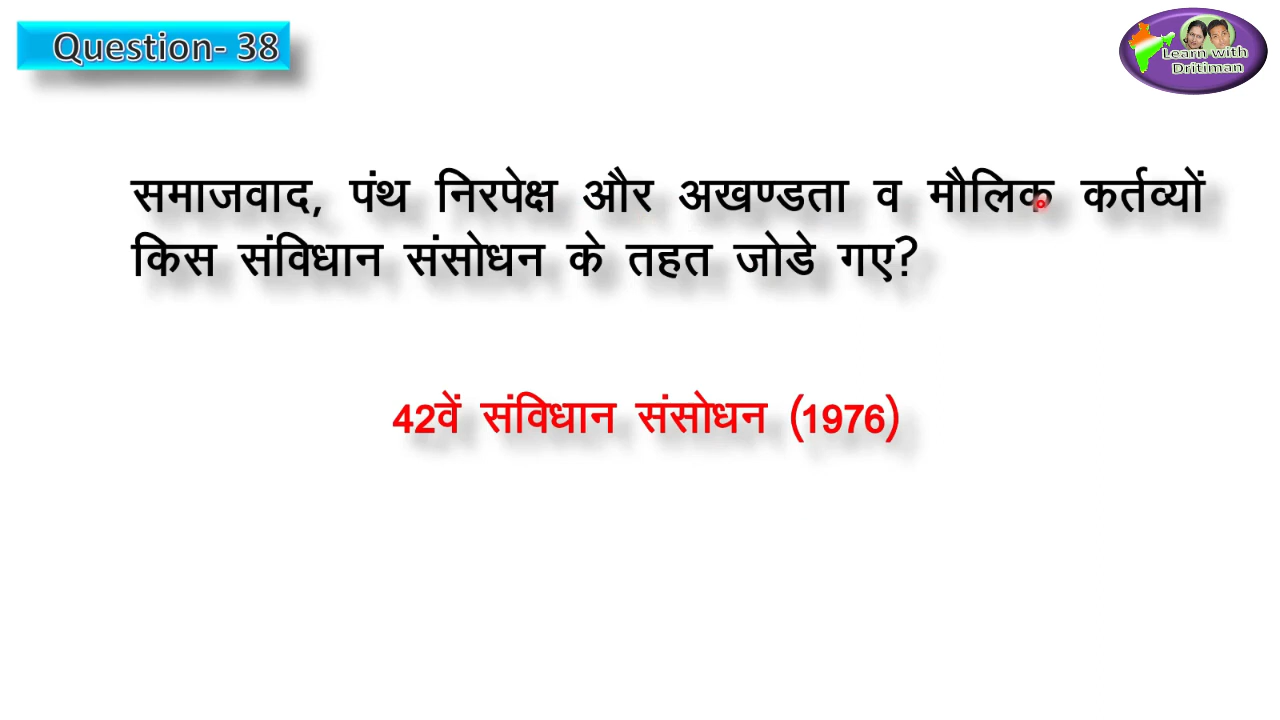 Question- 38
Learn with
Dritiman
समाजवाद, पंथ निरपेक्ष और अखण्डता व मौलिक कर्तव्यों
किस संविधान संसोधन के तहत जोडे गए?
42वें संविधान संसोधन (1976)